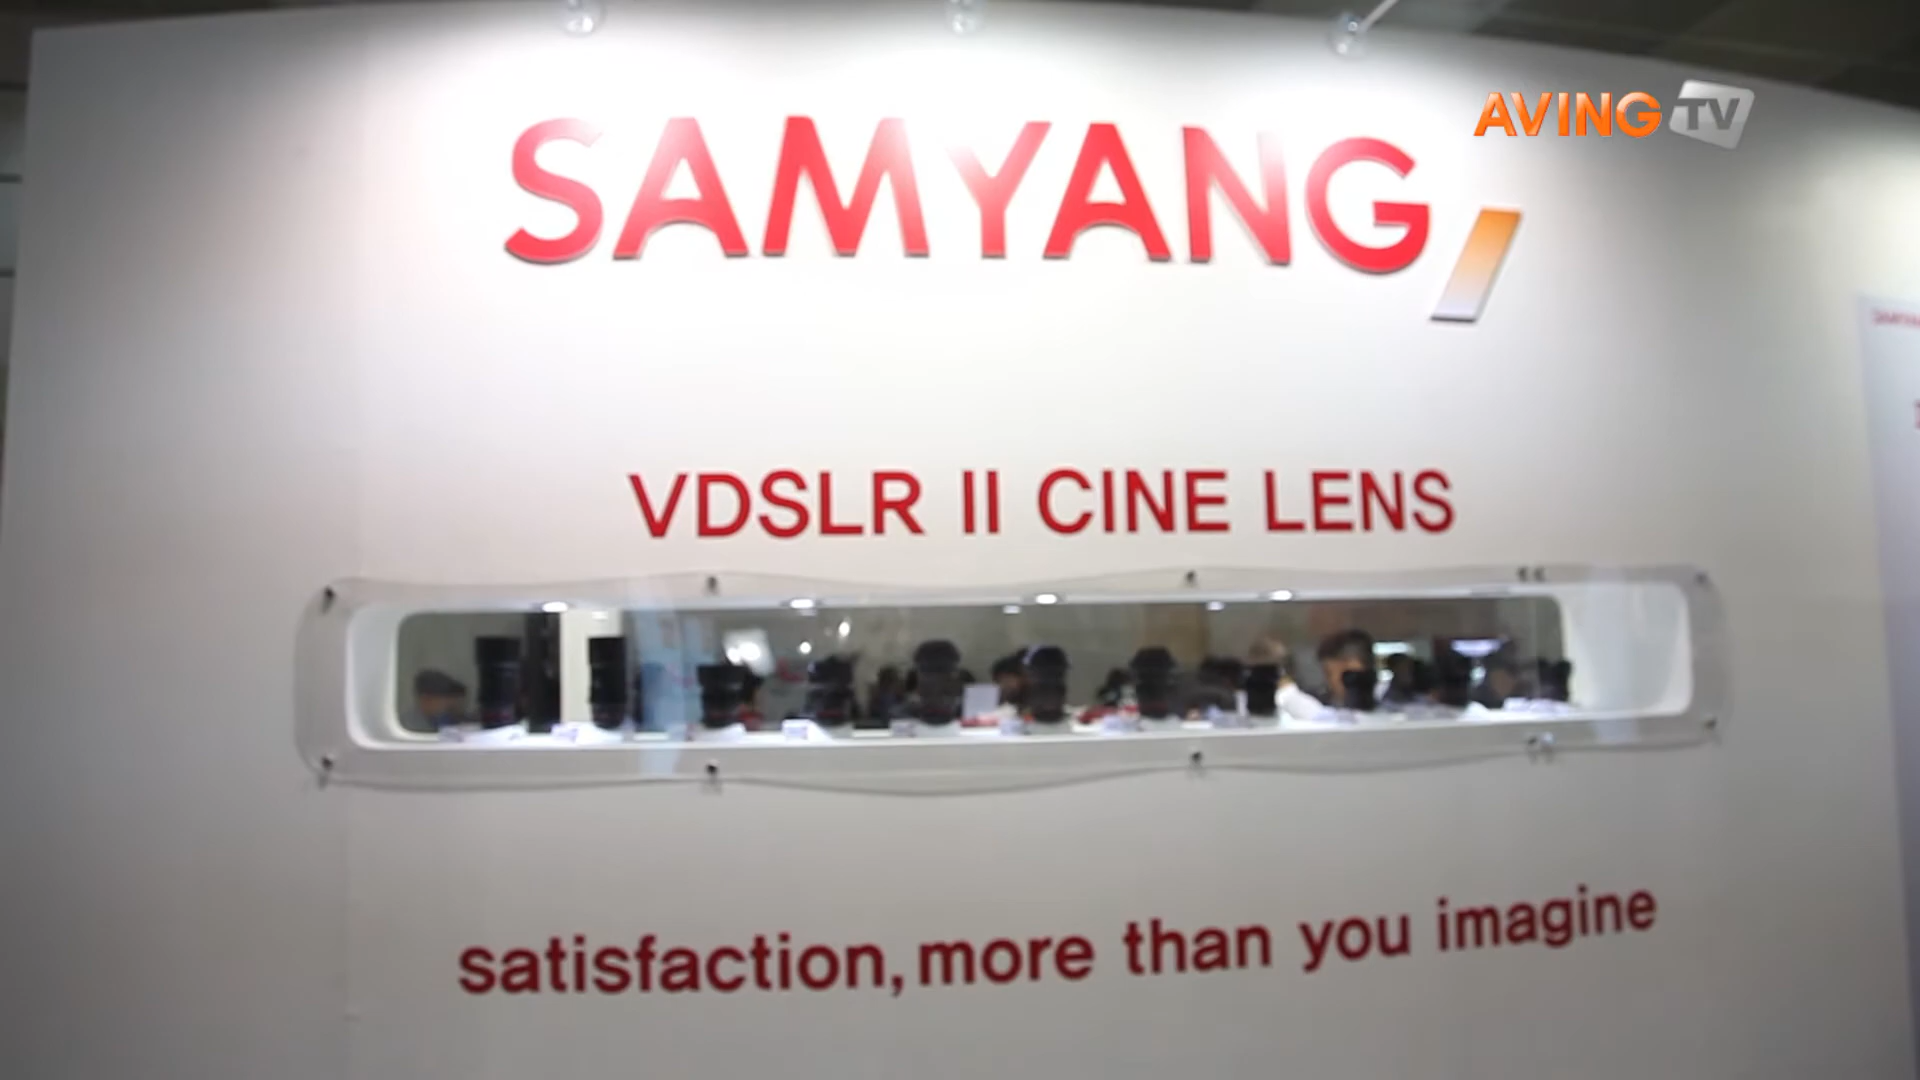 AVING TV
SAMYANG
VDSLR II CINE LENS
satisfaction, more than you imagine